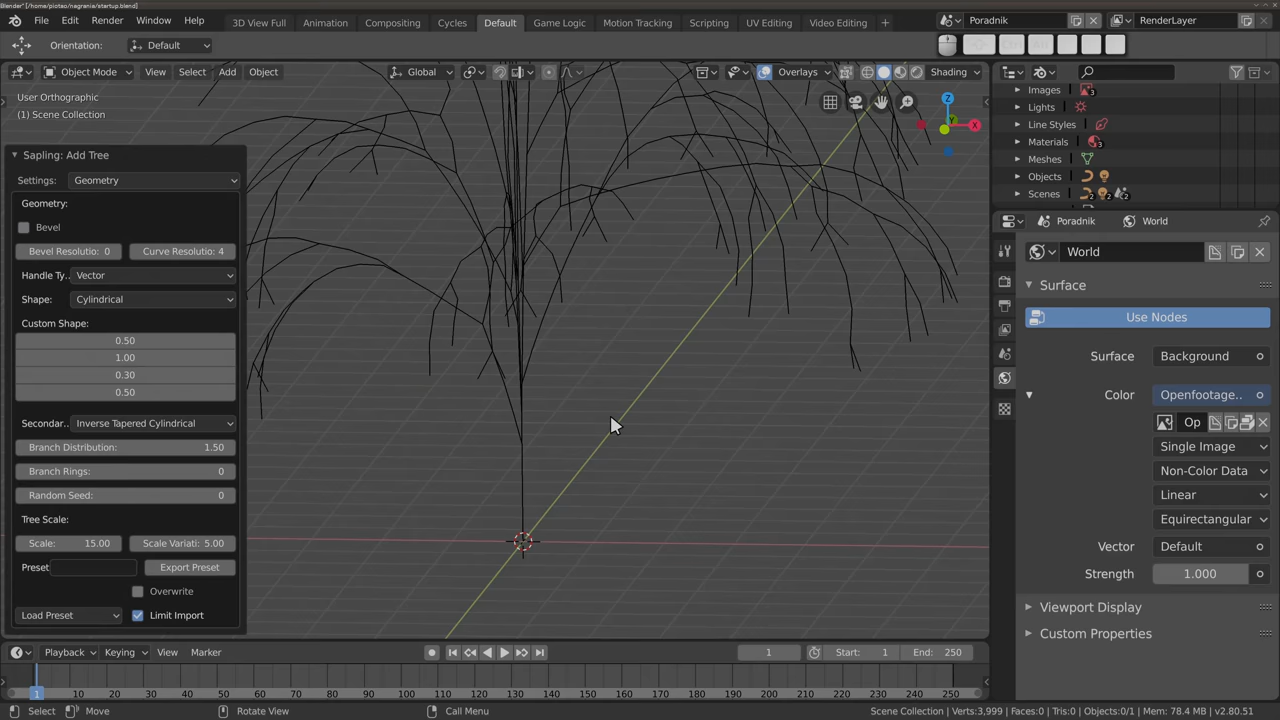 Blender* [/home/piotao/nagrania/startup.blend]
File Edit Render Window Help
3D View Full Animation Compositing Cycles Default Game Logic Motion Tracking Scripting UV Editing Video Editing +
Poradnik RenderLayer
Orientation: Default
Object Mode View Select Add Object Global Overlays Shading
User Orthographic
(1) Scene Collection
Z
X
Y
Sapling: Add Tree
Settings: Geometry
Geometry:
Bevel
Bevel Resolutio: 0 Curve Resolutio: 4
Handle Ty.. Vector
Shape: Cylindrical
Custom Shape:
0.50
1.00
0.30
0.50
Secondar.. Inverse Tapered Cylindrical
Branch Distribution: 1.50
Branch Rings: 0
Random Seed: 0
Tree Scale:
Scale: 15.00 Scale Variati: 5.00
Preset Export Preset
Overwrite
Load Preset Limit Import
Images 3
Lights
Line Styles
Materials 3
Meshes
Objects
Scenes 2 2 2
Poradnik World
World
Surface
Use Nodes
Surface Background
Color Openfootage..
Op
Single Image
Non-Color Data
Linear
Equirectangular
Vector Default
Strength 1.000
Viewport Display
Custom Properties
Playback Keying View Marker 1 Start: 1 End: 250
1 10 20 30 40 50 60 70 80 90 100 110 120 130 140 150 160 170 180 190 200 210 220 230 240 250
Select Move Rotate View Call Menu Scene Collection | Verts:3,999 | Faces:0 | Tris:0 | Objects:0/1 | Mem: 78.4 MB | v2.80.51